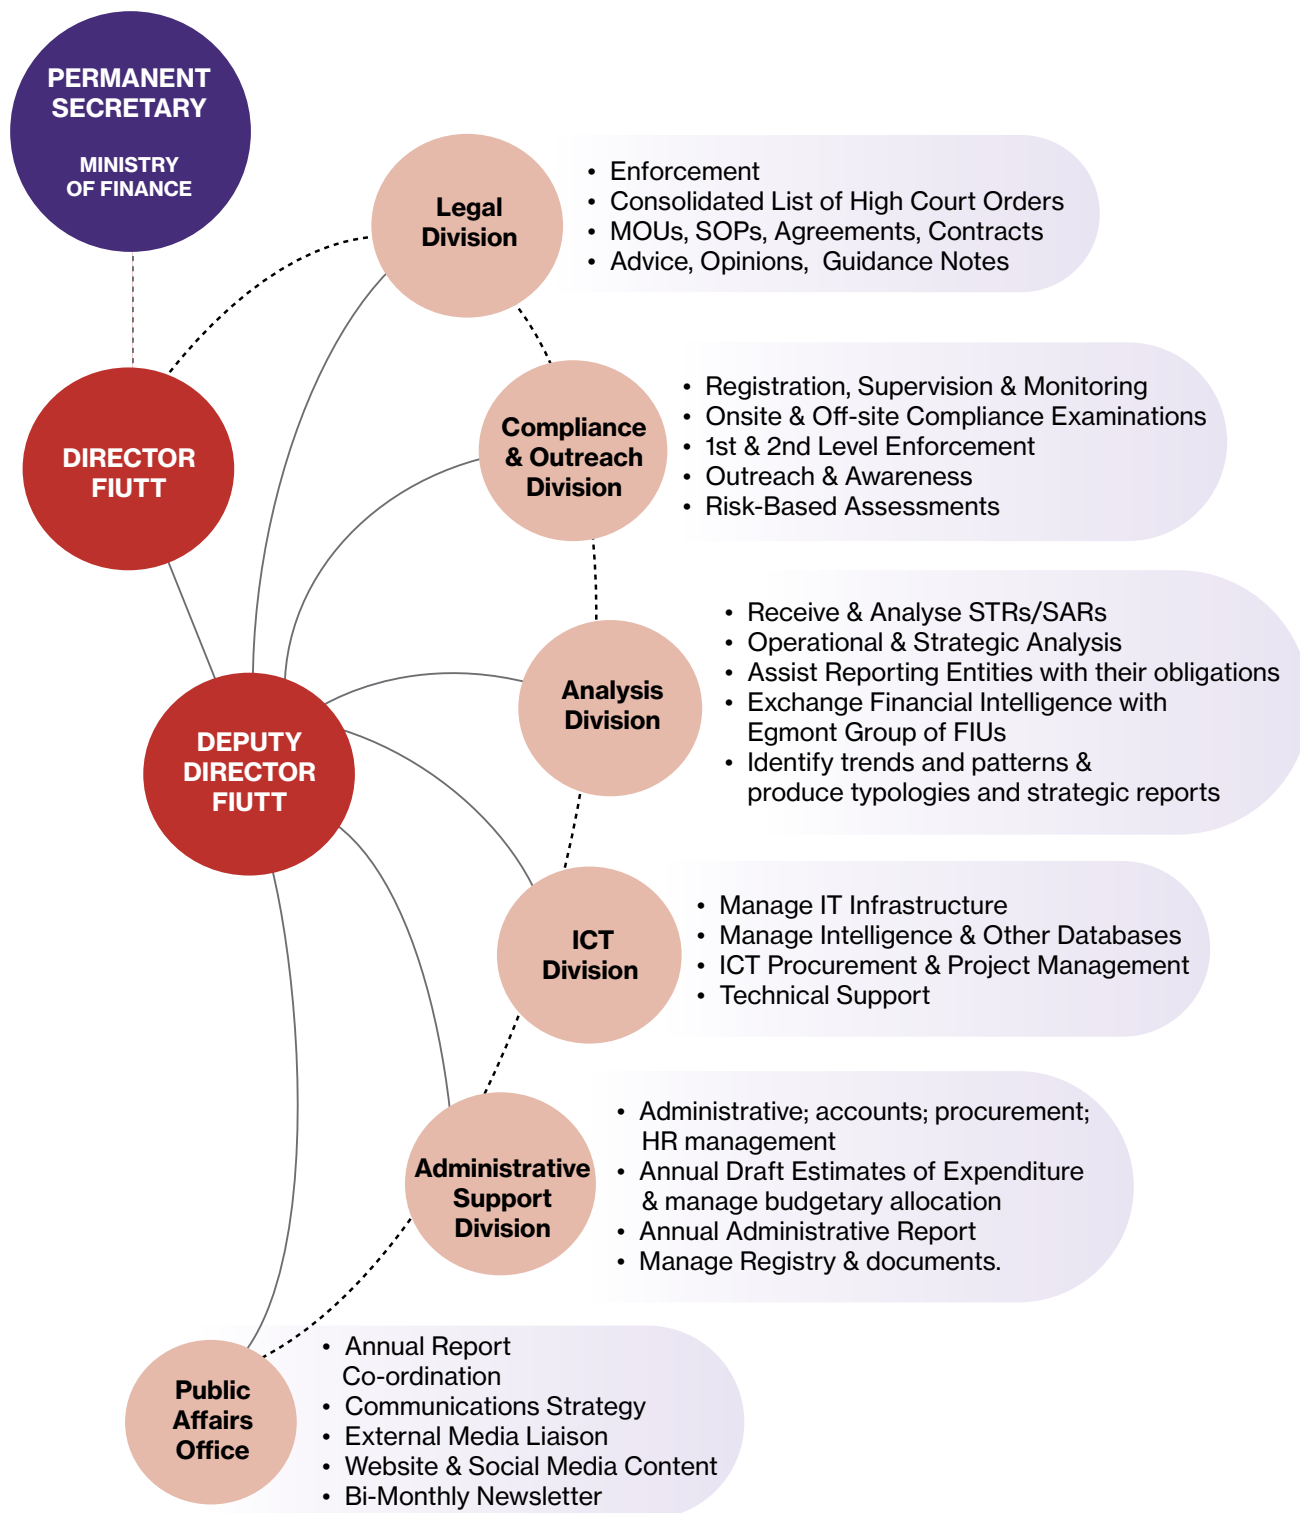 PERMANENT
SECRETARY
MINISTRY
OF FINANCE
DIRECTOR
FIUTT
DEPUTY
DIRECTOR
FIUTT
Legal
Division
• Enforcement
• Consolidated List of High Court Orders
• MOUs, SOPs, Agreements, Contracts
• Advice, Opinions, Guidance Notes
Compliance
& Outreach
Division
• Registration, Supervision & Monitoring
• Onsite & Off-site Compliance Examinations
• 1st & 2nd Level Enforcement
• Outreach & Awareness
• Risk-Based Assessments
Analysis
Division
• Receive & Analyse STRs/SARs
• Operational & Strategic Analysis
• Assist Reporting Entities with their obligations
• Exchange Financial Intelligence with
Egmont Group of FIUs
• Identify trends and patterns &
produce typologies and strategic reports
ICT
Division
• Manage IT Infrastructure
• Manage Intelligence & Other Databases
• ICT Procurement & Project Management
• Technical Support
Administrative
Support
Division
• Administrative; accounts; procurement;
HR management
• Annual Draft Estimates of Expenditure
& manage budgetary allocation
• Annual Administrative Report
• Manage Registry & documents.
Public
Affairs
Office
• Annual Report
Co-ordination
• Communications Strategy
• External Media Liaison
• Website & Social Media Content
• Bi-Monthly Newsletter